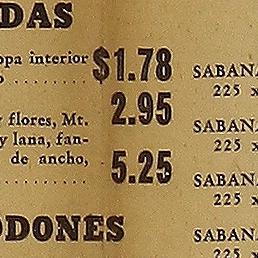 DAS
opa interior $1.78
2.95
flores, Mt.
y lana, fan-
de ancho,
5.25
DONES
SABANA
225 x
SABANA
225 x
SABANA
225 x
SABANA
225 x